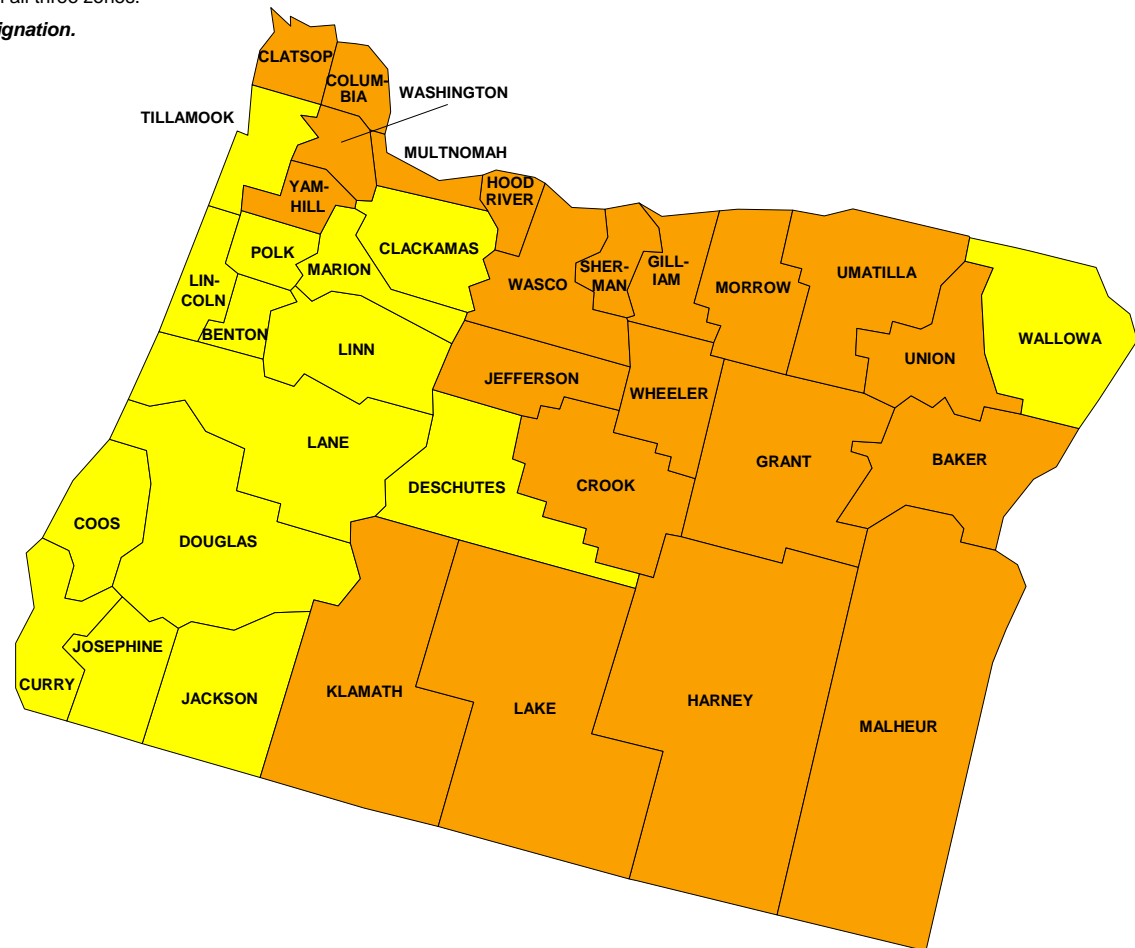 all three zones.
ignation.
CLATSOP
COLUM-
BIA
WASHINGTON
TILLAMOOK
MULTNOMAH
HOOD
RIVER
YAM-
HILL
CLACKAMAS
POLK
MARION
LIN-
COLN
BENTON
LINN
WASCO
SHER-
MAN
GILL-
IAM
MORROW
UMATILLA
UNION
WALLOWA
JEFFERSON
WHEELER
LANE
DESCHUTES
CROOK
GRANT
BAKER
COOS
DOUGLAS
JOSEPHINE
CURRY
JACKSON
KLAMATH
LAKE
HARNEY
MALHEUR